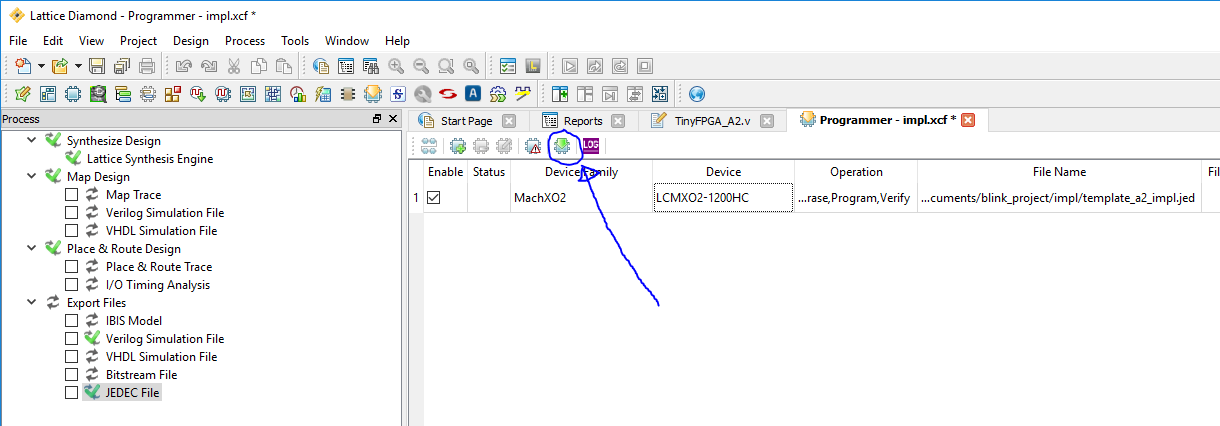 Lattice Diamond - Programmer - impl.xcf *
File Edit View Project Design Process Tools Window Help
Process
Start Page Reports TinyFPGA_A2.v Programmer - impl.xcf *
Synthesize Design
Lattice Synthesis Engine
Map Design
Map Trace
Verilog Simulation File
VHDL Simulation File
Place & Route Design
Place & Route Trace
I/O Timing Analysis
Export Files
IBIS Model
Verilog Simulation File
VHDL Simulation File
Bitstream File
JEDEC File
LOG
Enable Status Device Family Device Operation File Name Fil
1 MachXO2 LCMXO2-1200HC ...rase,Program,Verify ...cuments/blink_project/impl/template_a2_impl.jed